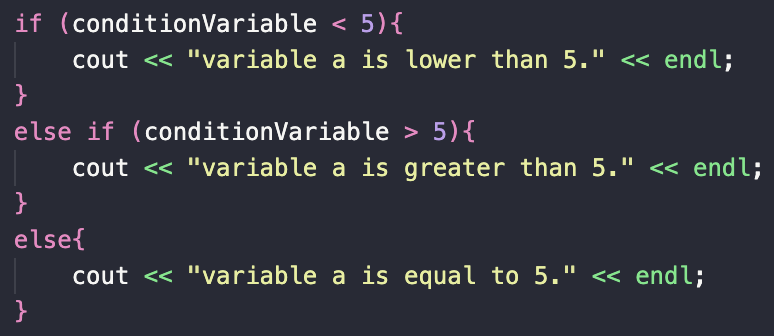 if (conditionVariable < 5){
    cout << "variable a is lower than 5." << endl;
}
else if (conditionVariable > 5){
    cout << "variable a is greater than 5." << endl;
}
else{
    cout << "variable a is equal to 5." << endl;
}